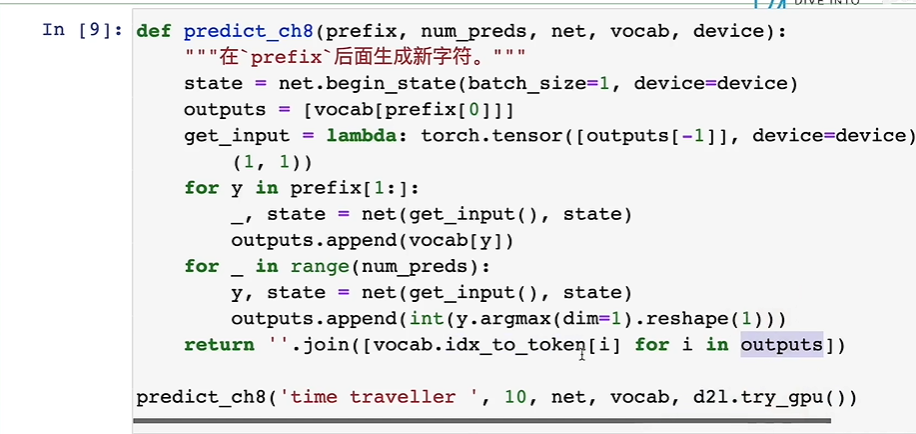 DIVE INTO
In [9]: def predict_ch8(prefix, num_preds, net, vocab, device):
"""在`prefix`后面生成新字符。"""
state = net.begin_state(batch_size=1, device=device)
outputs = [vocab[prefix[0]]]
get_input = lambda: torch.tensor([outputs[-1]], device=device)
(1, 1))
for y in prefix[1:]:
_, state = net(get_input(), state)
outputs.append(vocab[y])
for _ in range(num_preds):
y, state = net(get_input(), state)
outputs.append(int(y.argmax(dim=1).reshape(1)))
return ''.join([vocab.idx_to_token[i] for i in outputs])
predict_ch8('time traveller ', 10, net, vocab, d2l.try_gpu())